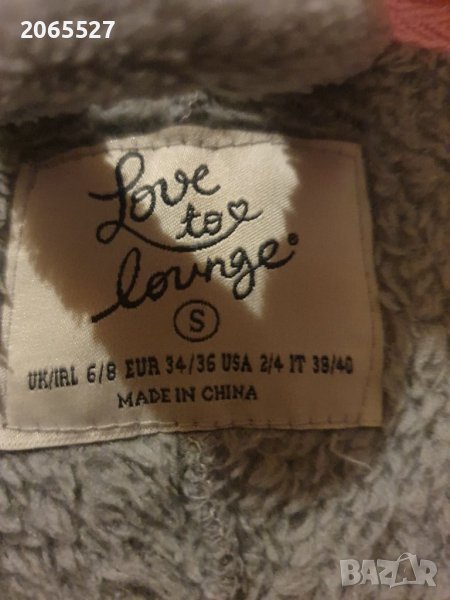 2065527
Love
to
lounge®
S
UK/IRL 6/8 EUR 34/36 USA 2/4 IT 38/40
MADE IN CHINA
BAZAR